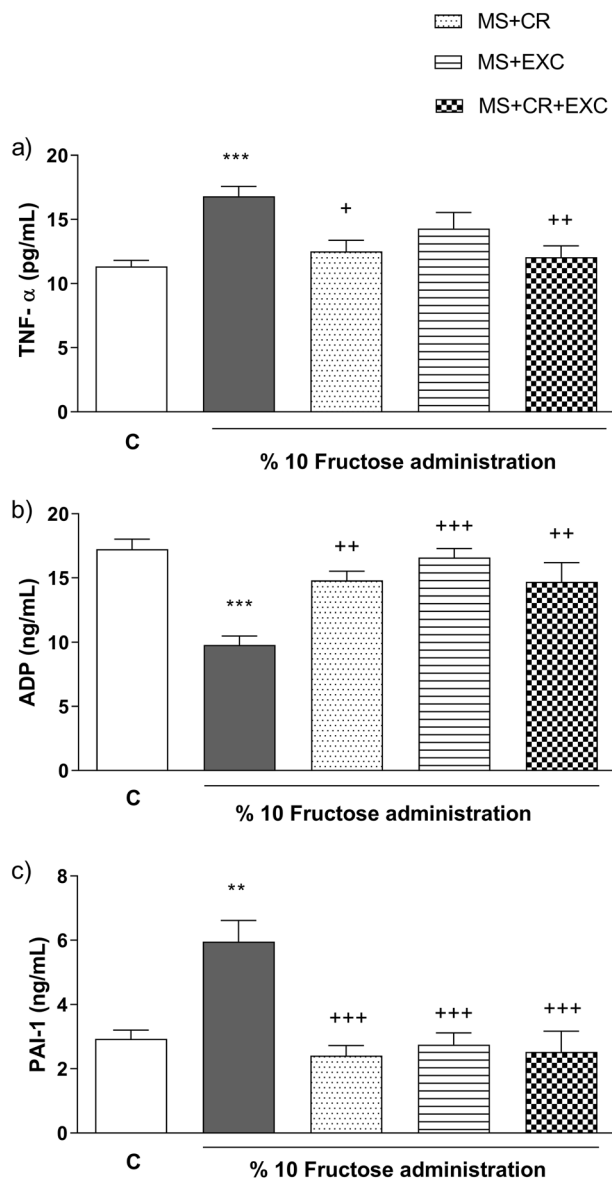 MS+CR
MS+EXC
MS+CR+EXC
a)
TNF- α (pg/mL)
20
15
10
5
0
***
+
++
C
% 10 Fructose administration
b)
ADP (ng/mL)
20
15
10
5
0
***
++
+++
++
C
% 10 Fructose administration
c)
PAI-1 (ng/mL)
8
6
4
2
0
**
+++
+++
+++
C
% 10 Fructose administration